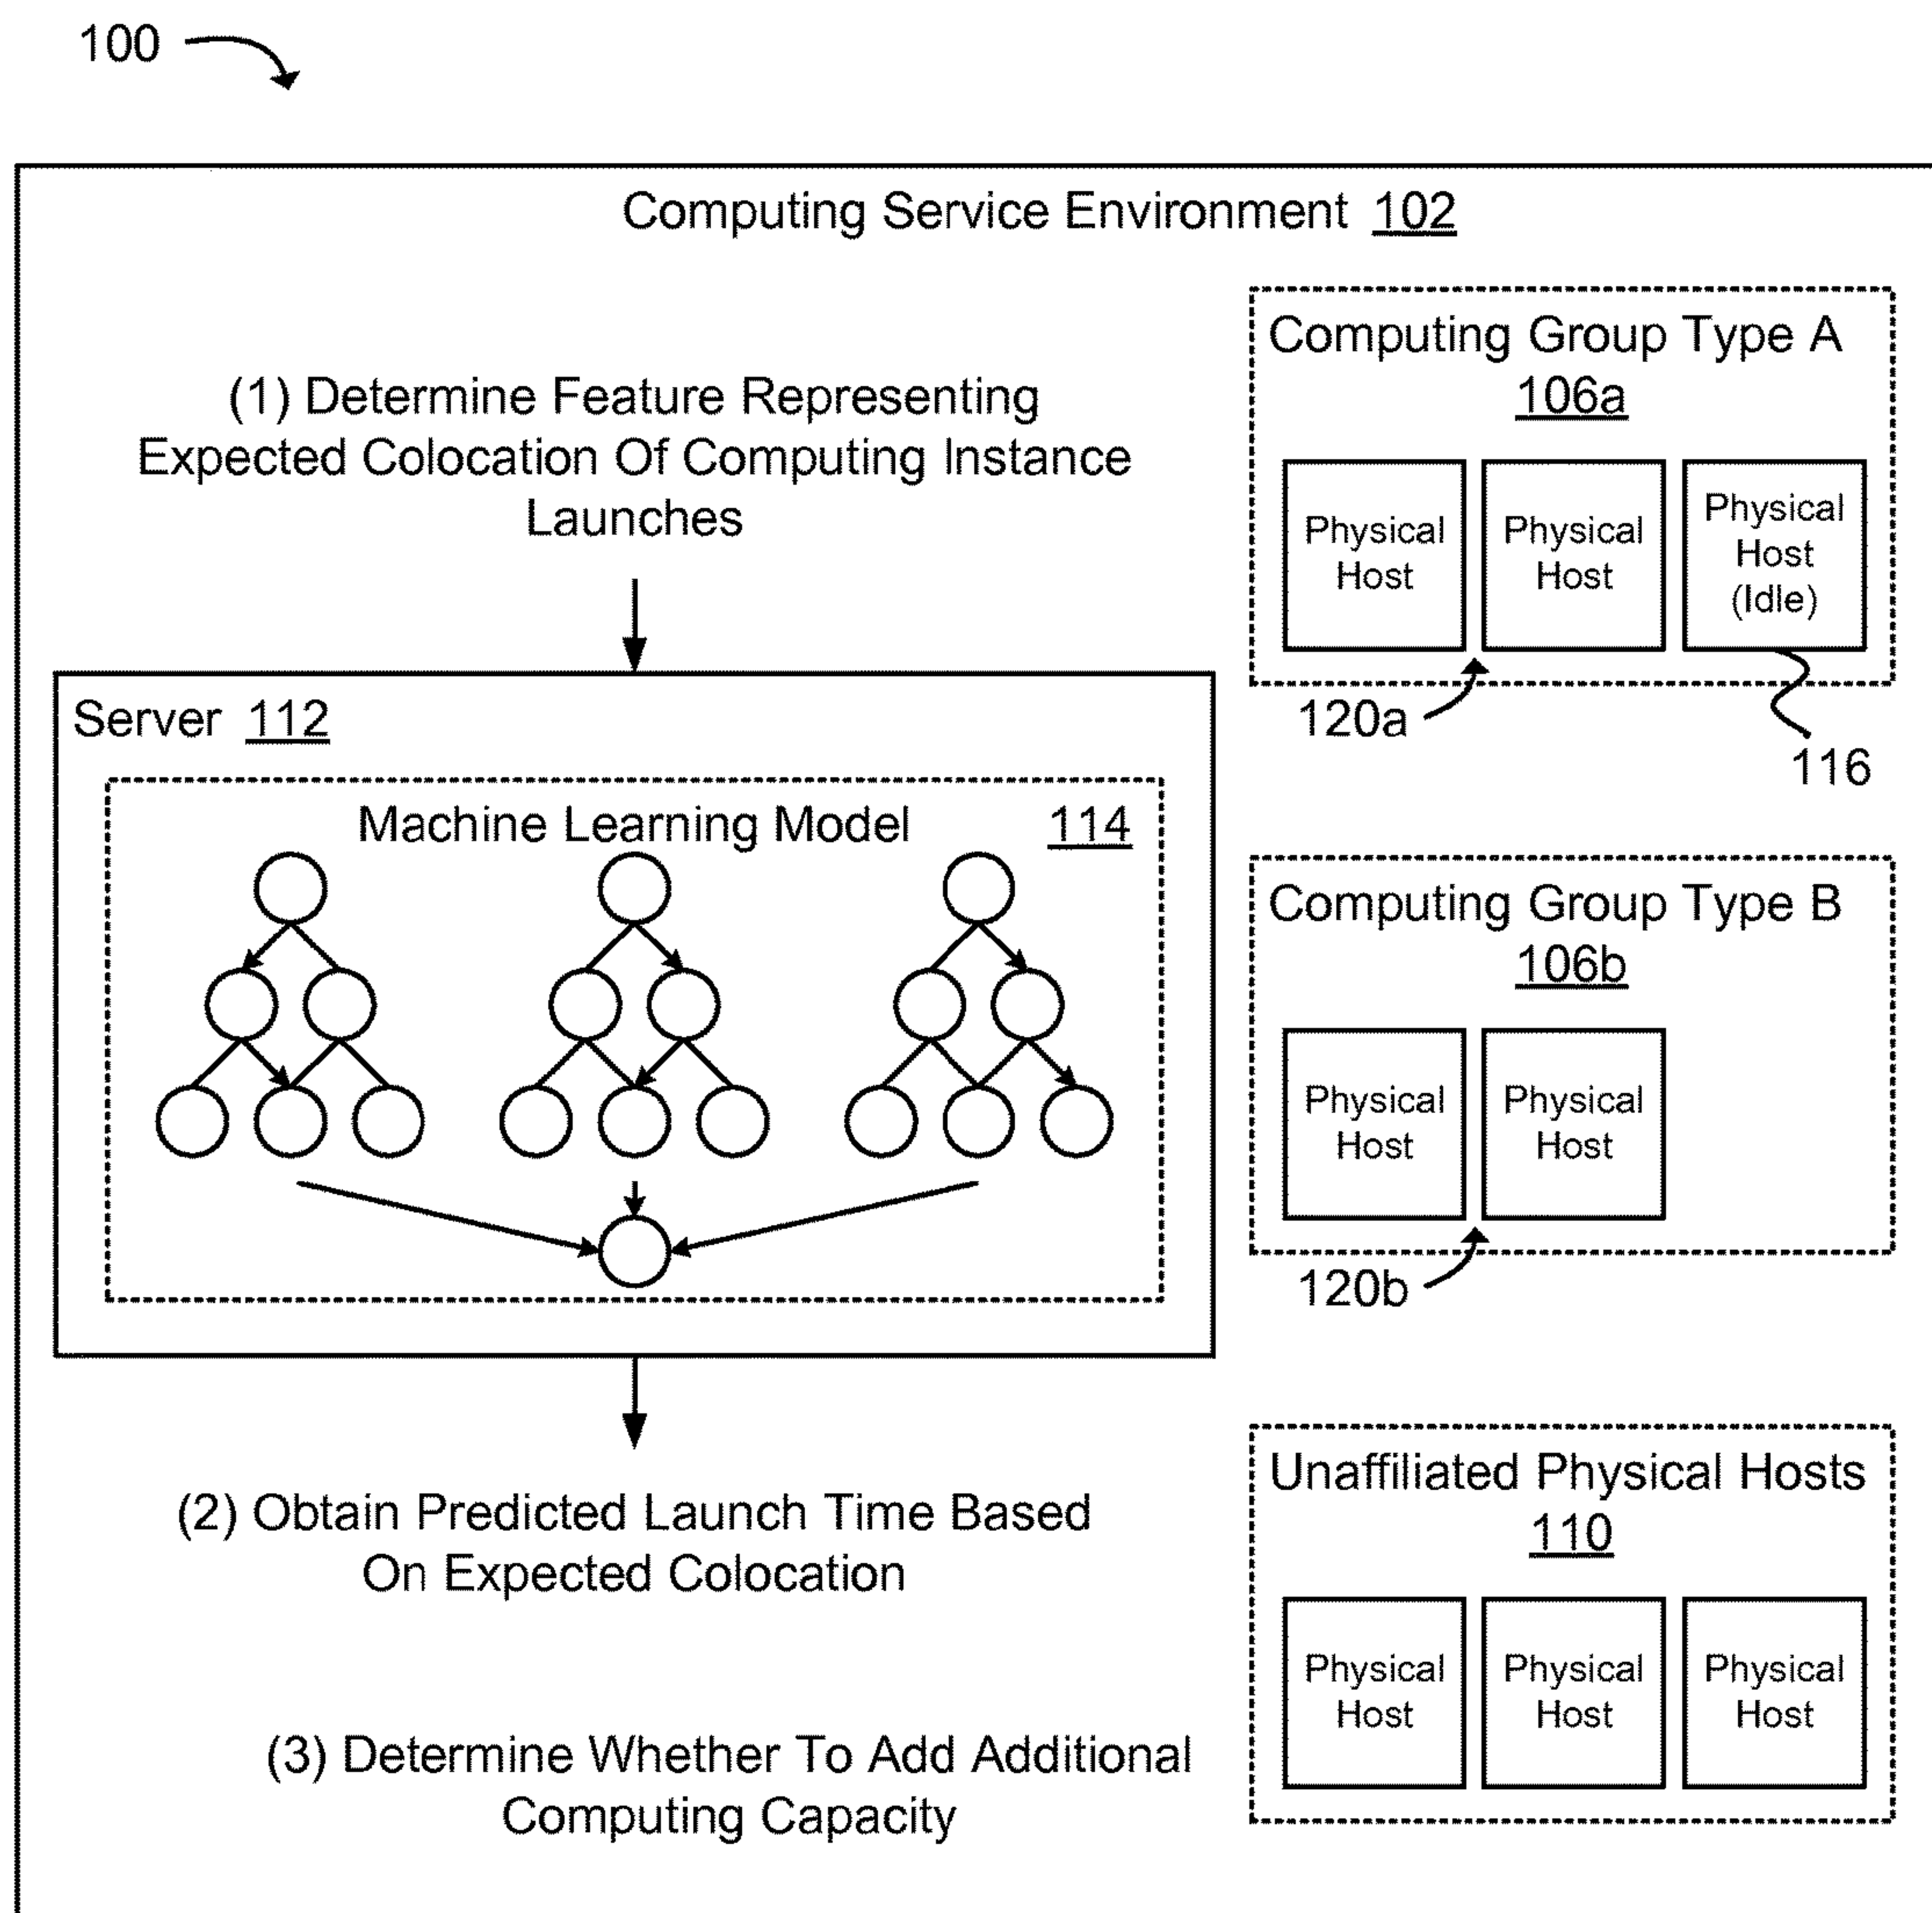 100
Computing Service Environment 102
(1) Determine Feature Representing
Expected Colocation Of Computing Instance
Launches
Server 112
Machine Learning Model 114
(2) Obtain Predicted Launch Time Based
On Expected Colocation
(3) Determine Whether To Add Additional
Computing Capacity
Computing Group Type A
106a
Physical
Host
Physical
Host
Physical
Host
(Idle)
120a
116
Computing Group Type B
106b
Physical
Host
Physical
Host
120b
Unaffiliated Physical Hosts
110
Physical
Host
Physical
Host
Physical
Host